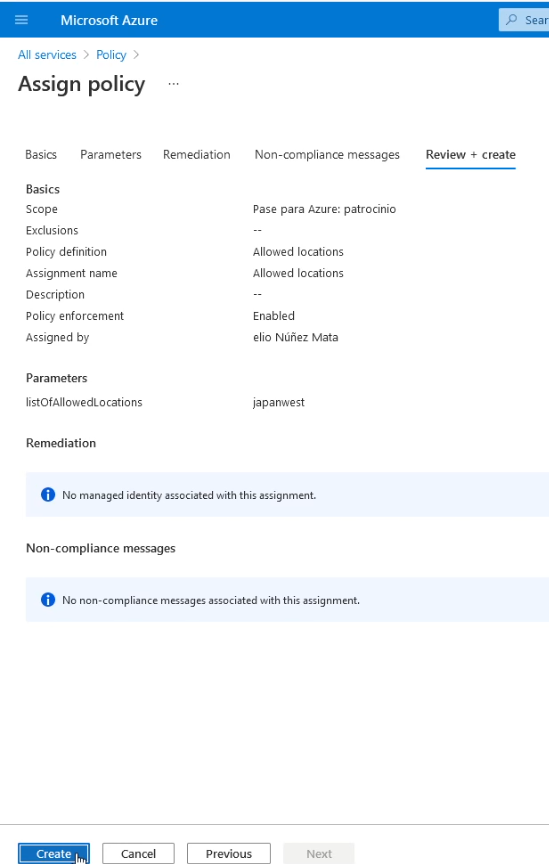 Microsoft Azure
Sear
All services > Policy >
Assign policy ...
Basics Parameters Remediation Non-compliance messages Review + create
Basics
Scope Pase para Azure: patrocinio
Exclusions --
Policy definition Allowed locations
Assignment name Allowed locations
Description --
Policy enforcement Enabled
Assigned by elio Núñez Mata
Parameters
listOfAllowedLocations japanwest
Remediation
No managed identity associated with this assignment.
Non-compliance messages
No non-compliance messages associated with this assignment.
Create Cancel Previous Next